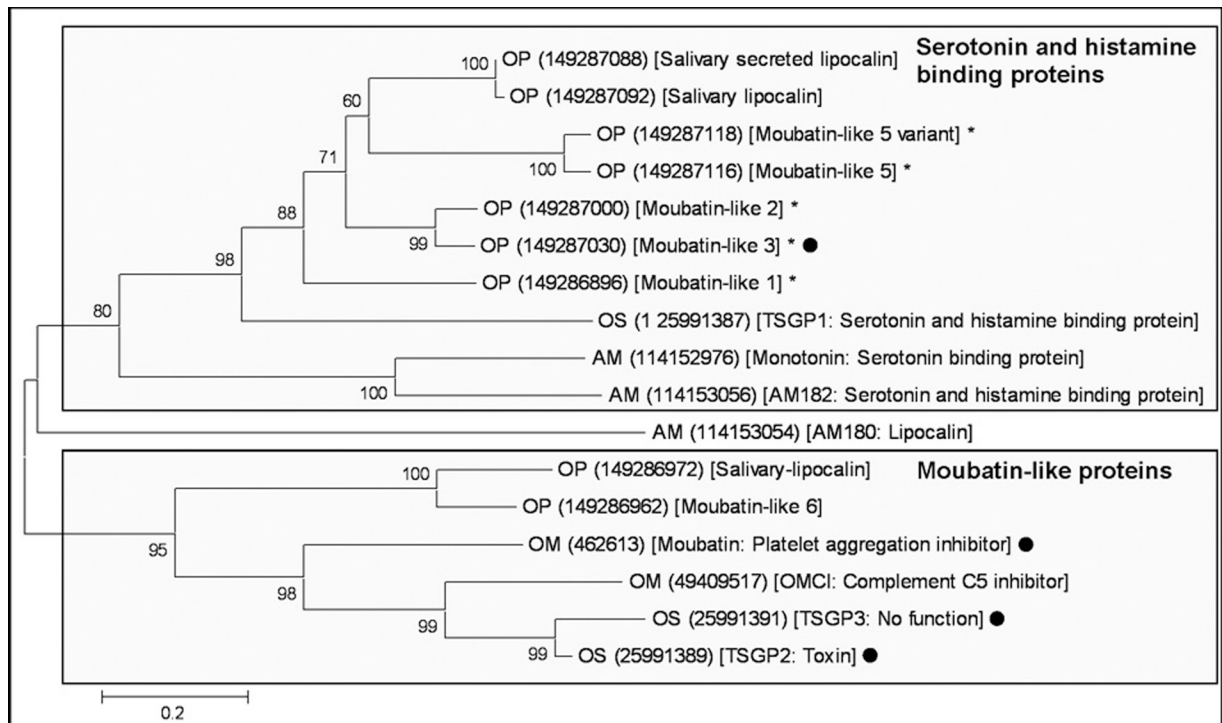 Serotonin and histamine
binding proteins
100 OP (149287088) [Salivary secreted lipocalin]
OP (149287092) [Salivary lipocalin]
60
OP (149287118) [Moubatin-like 5 variant] *
71
100 OP (149287116) [Moubatin-like 5] *
88
OP (149287000) [Moubatin-like 2] *
99 OP (149287030) [Moubatin-like 3] * ●
98
OP (149286896) [Moubatin-like 1] *
80
OS (1 25991387) [TSGP1: Serotonin and histamine binding protein]
AM (114152976) [Monotonin: Serotonin binding protein]
100 AM (114153056) [AM182: Serotonin and histamine binding protein]
AM (114153054) [AM180: Lipocalin]
Moubatin-like proteins
100 OP (149286972) [Salivary-lipocalin]
OP (149286962) [Moubatin-like 6]
95
OM (462613) [Moubatin: Platelet aggregation inhibitor] ●
98
OM (49409517) [OMCI: Complement C5 inhibitor]
99 OS (25991391) [TSGP3: No function] ●
99 OS (25991389) [TSGP2: Toxin] ●
0.2